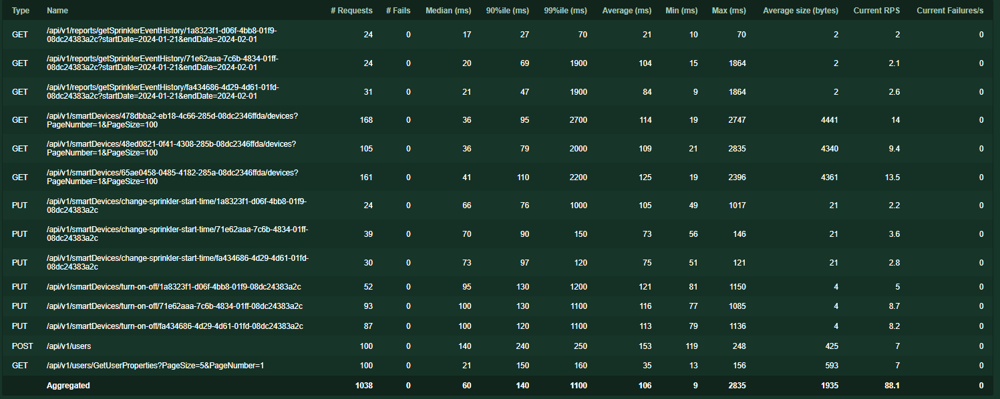 Type Name # Requests # Fails Median (ms) 90%ile (ms) 99%ile (ms) Average (ms) Min (ms) Max (ms) Average size (bytes) Current RPS Current Failures/s
GET /api/v1/reports/getSprinklerEventHistory/1a8323f1-d06f-4bb8-01f9-
08dc24383a2c?startDate=2024-01-21&endDate=2024-02-01 24 0 17 27 70 21 10 70 2 2 0
GET /api/v1/reports/getSprinklerEventHistory/71e62aaa-7c6b-4834-01ff-
08dc24383a2c?startDate=2024-01-21&endDate=2024-02-01 24 0 20 69 1900 104 15 1864 2 2.1 0
GET /api/v1/reports/getSprinklerEventHistory/fa434686-4d29-4d61-01fd-
08dc24383a2c?startDate=2024-01-21&endDate=2024-02-01 31 0 21 47 1900 84 9 1864 2 2.6 0
GET /api/v1/smartDevices/478dbba2-eb18-4c66-285d-08dc2346ffda/devices?
PageNumber=1&PageSize=100 168 0 36 95 2700 114 19 2747 4441 14 0
GET /api/v1/smartDevices/48ed0821-0f41-4308-285b-08dc2346ffda/devices?
PageNumber=1&PageSize=100 105 0 36 79 2000 109 21 2835 4340 9.4 0
GET /api/v1/smartDevices/65ae0458-0485-4182-285a-08dc2346ffda/devices?
PageNumber=1&PageSize=100 161 0 41 110 2200 125 19 2396 4361 13.5 0
PUT /api/v1/smartDevices/change-sprinkler-start-time/1a8323f1-d06f-4bb8-01f9-
08dc24383a2c 24 0 66 76 1000 105 49 1017 21 2.2 0
PUT /api/v1/smartDevices/change-sprinkler-start-time/71e62aaa-7c6b-4834-01ff-
08dc24383a2c 39 0 70 90 150 73 56 146 21 3.6 0
PUT /api/v1/smartDevices/change-sprinkler-start-time/fa434686-4d29-4d61-01fd-
08dc24383a2c 30 0 73 97 120 75 51 121 21 2.8 0
PUT /api/v1/smartDevices/turn-on-off/1a8323f1-d06f-4bb8-01f9-08dc24383a2c 52 0 95 130 1200 121 81 1150 4 5 0
PUT /api/v1/smartDevices/turn-on-off/71e62aaa-7c6b-4834-01ff-08dc24383a2c 93 0 100 130 1100 116 77 1085 4 8.7 0
PUT /api/v1/smartDevices/turn-on-off/fa434686-4d29-4d61-01fd-08dc24383a2c 87 0 100 120 1100 113 79 1136 4 8.2 0
POST /api/v1/users 100 0 140 240 250 153 119 248 425 7 0
GET /api/v1/users/GetUserProperties?PageSize=5&PageNumber=1 100 0 21 150 160 35 13 156 593 7 0
Aggregated 1038 0 60 140 1100 106 9 2835 1935 88.1 0